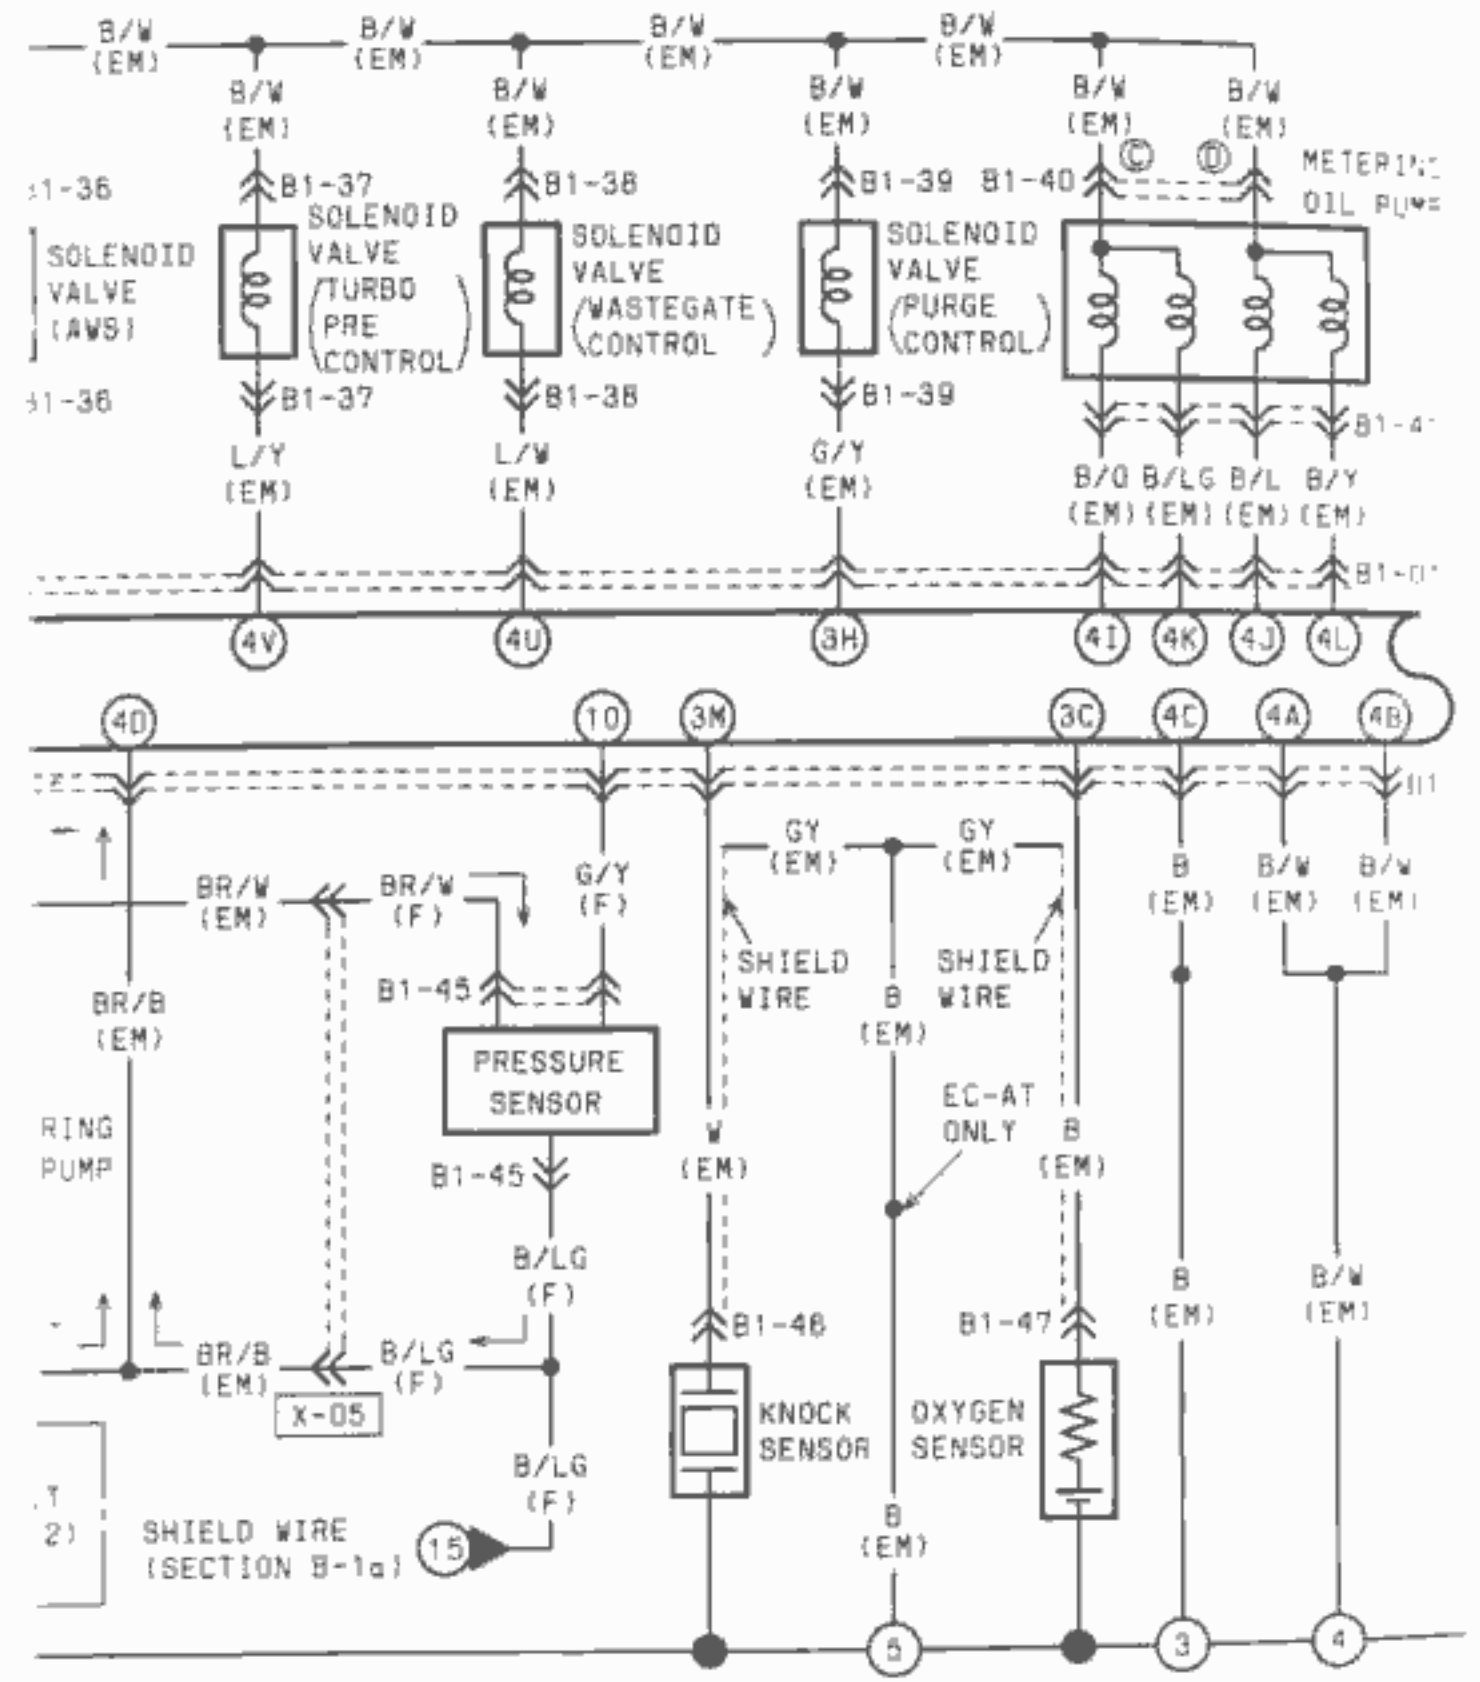 B/W B/W B/W B/W
(EM) (EM) (EM) (EM)
B/W B/W B/W B/W B/W
(EM) (EM) (EM) (EM) (EM)
C D
B1-37 B1-38 B1-39 B1-40
OIL
SOLENOID
VALVE
(AWS)
SOLENOID
VALVE
(TURBO
PRE
CONTROL)
SOLENOID
VALVE
(WASTEGATE
CONTROL)
SOLENOID
VALVE
(PURGE
CONTROL)
B1-37 B1-38 B1-39
L/Y L/W G/Y B/O B/LG B/L B/Y
(EM) (EM) (EM) (EM) (EM) (EM) (EM)
4V 4U 3H 4I 4K 4J 4L
4D 1O 3M 3C 4C 4A 4B
GY GY
(EM) (EM)
BR/W BR/W G/Y B B/W B/W
(EM) (F) (F) (EM) (EM) (EM)
SHIELD
WIRE
SHIELD
WIRE
B1-45
BR/B
(EM)
B
(EM)
PRESSURE
SENSOR
EC-AT
ONLY
RING
PUMP
W
(EM)
B
(EM)
B1-45
B/LG
(F)
B
(EM)
B/W
(EM)
B1-46 B1-47
BR/B B/LG
(EM) (F)
X-05
KNOCK
SENSOR
OXYGEN
SENSOR
B/LG
(F)
B
(EM)
2)
SHIELD WIRE
(SECTION B-1a)
15
5 3 4